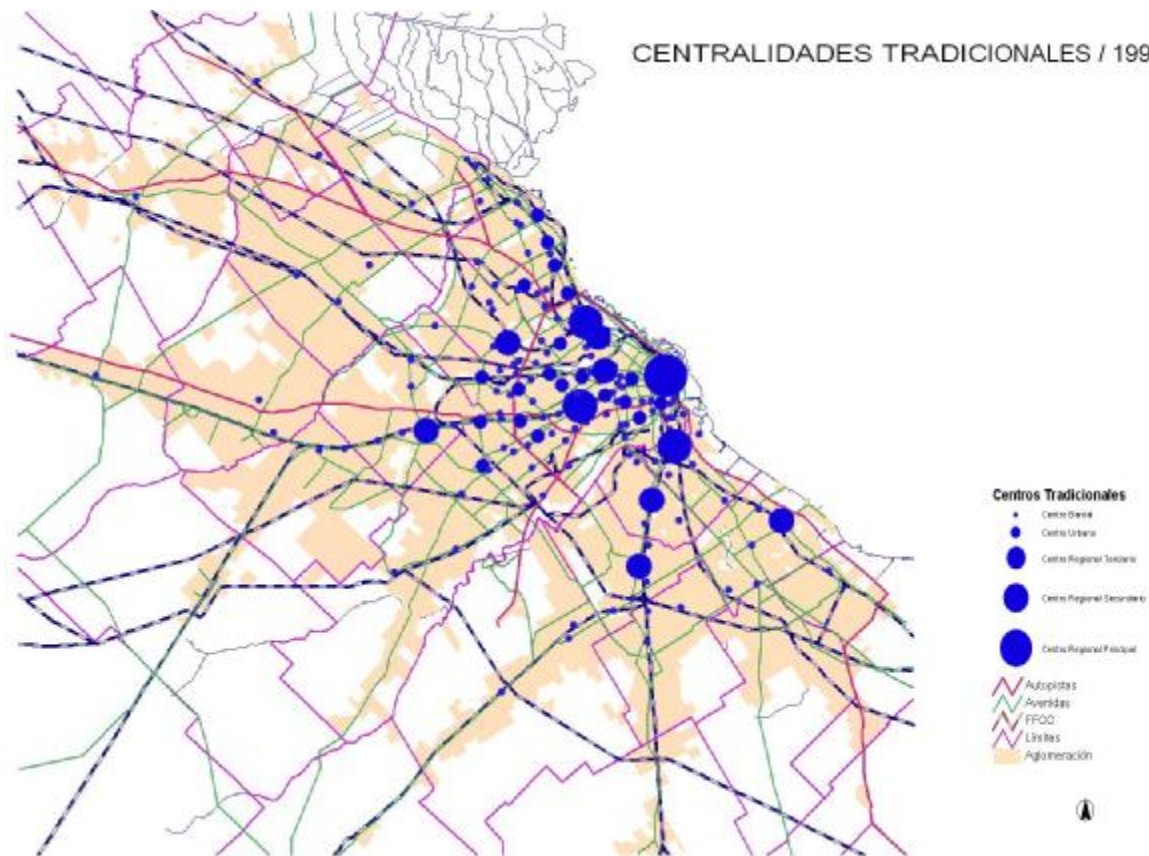 CENTRALIDADES TRADICIONALES / 199
Centros Tradicionales
Centro Barrial
Centro Urbano
Centro Regional Terciario
Centro Regional Secundario
Centro Regional Principal
Autopistas
Avenidas
FFCC
Límites
Aglomeración